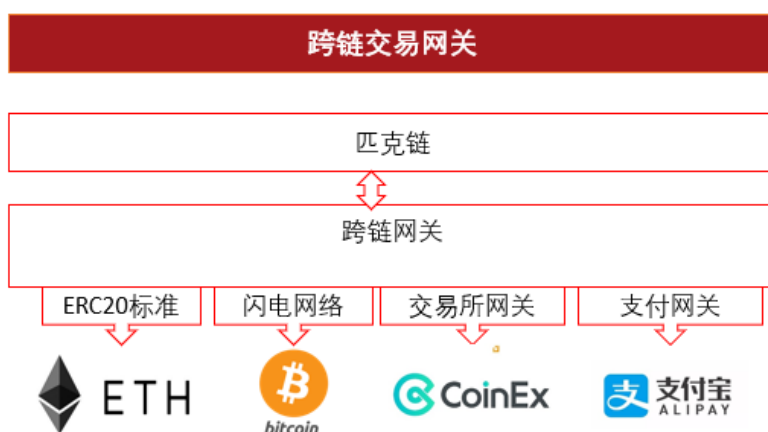 跨链交易网关
匹克链
跨链网关
ERC20标准 闪电网络 交易所网关 支付网关
ETH bitcoin CoinEx 支付宝
ALIPAY